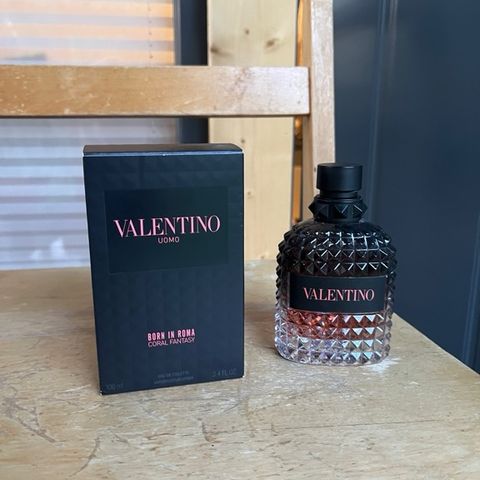 VALENTINO
UOMO
BORN IN ROMA
CORAL FANTASY
EAU DE TOILETTE
100 ml
3.4 FL.OZ
VALENTINO